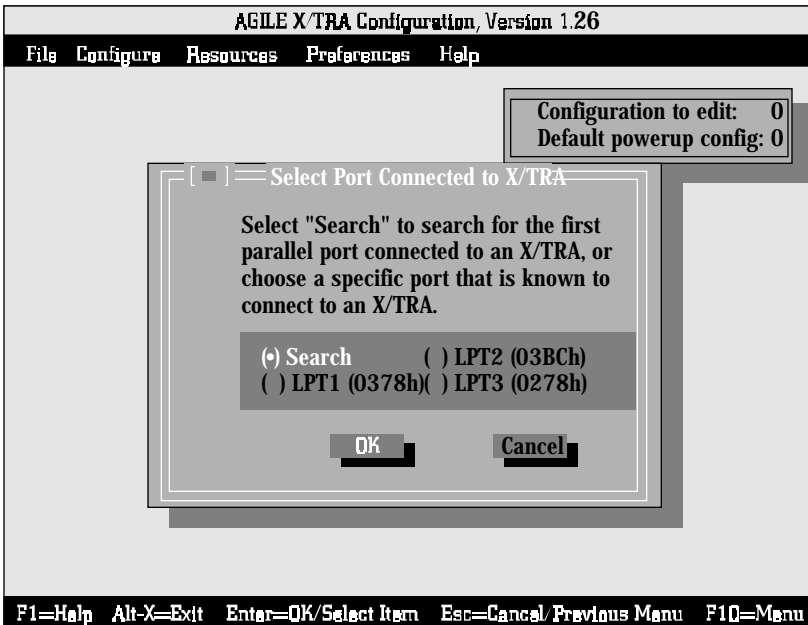 AGILE X/TRA Configuration, Version 1.26
File Configure Resources Preferences Help
Configuration to edit: 0
Default powerup config: 0
[ ■ ] Select Port Connected to X/TRA
Select "Search" to search for the first
parallel port connected to an X/TRA, or
choose a specific port that is known to
connect to an X/TRA.
(•) Search ( ) LPT2 (03BCh)
( ) LPT1 (0378h)( ) LPT3 (0278h)
OK Cancel
F1=Help Alt-X=Exit Enter=OK/Select Item Esc=Cancel/Previous Menu F10=Menu